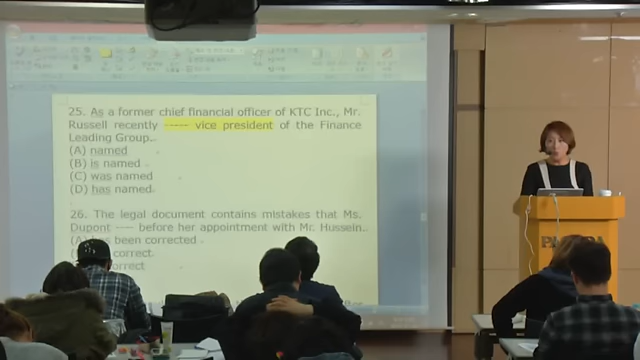 25. As a former chief financial officer of KTC Inc., Mr.
Russell recently ----- vice president of the Finance
Leading Group.
(A) named
(B) is named
(C) was named
(D) has named
26. The legal document contains mistakes that Ms.
Dupont ---- before her appointment with Mr. Hussein.
(A) has been corrected
correct
correct